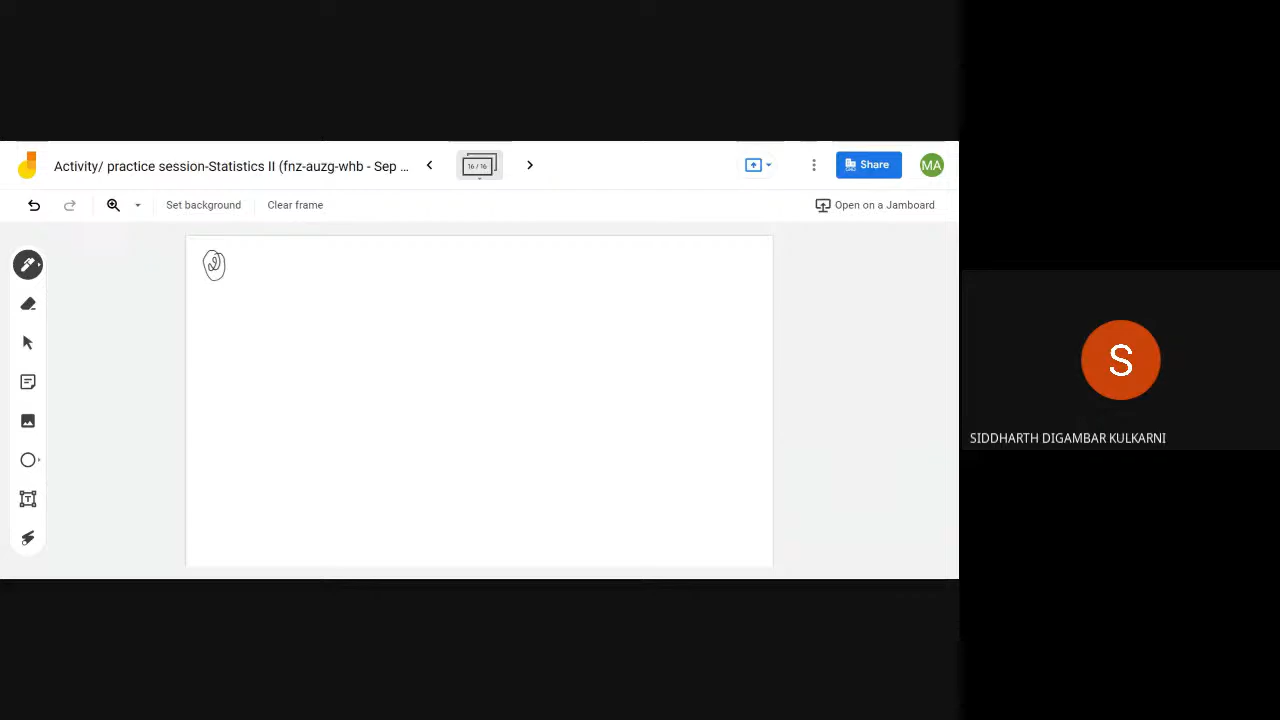 Activity/ practice session-Statistics II (fnz-auzg-whb - Sep ...
16 / 16
Share
MA
Set background
Clear frame
Open on a Jamboard
S
SIDDHARTH DIGAMBAR KULKARNI